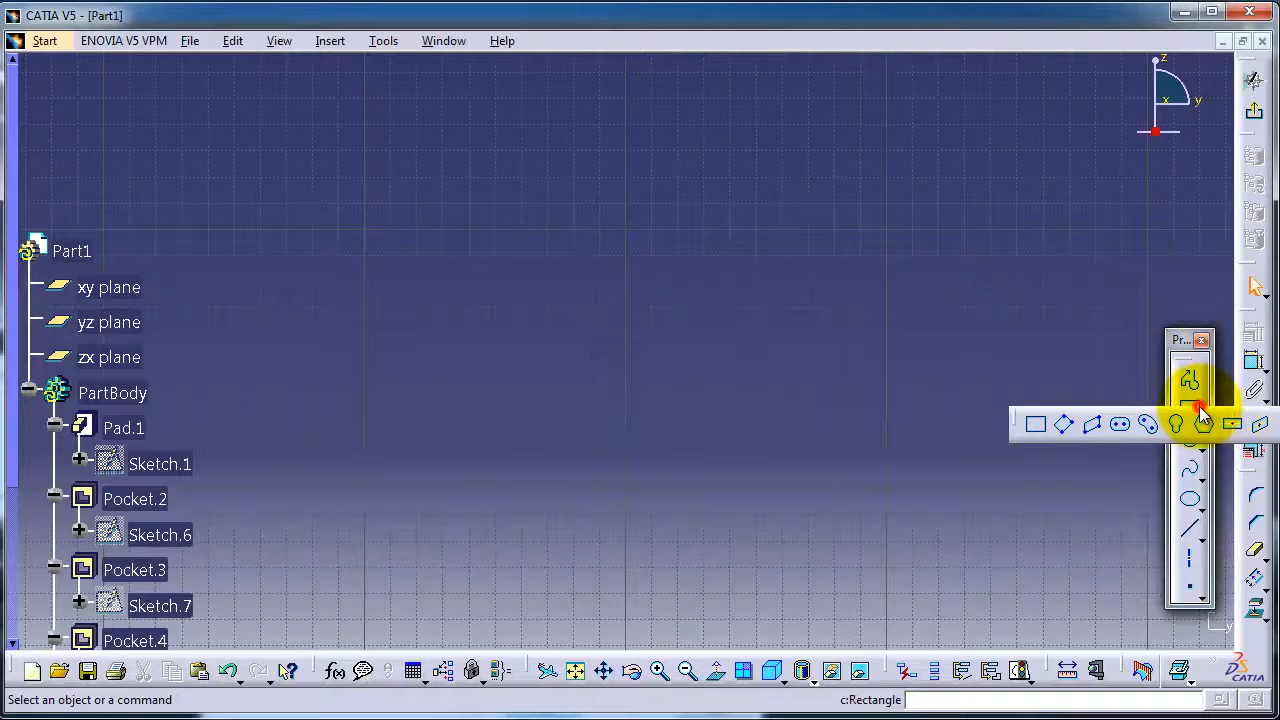 CATIA V5 - [Part1]
Start ENOVIA V5 VPM File Edit View Insert Tools Window Help
z
x y
Part1
xy plane
yz plane
zx plane
PartBody
Pad.1
Sketch.1
Pocket.2
Sketch.6
Pocket.3
Sketch.7
Pocket.4
Pr...
y
f(x)
CATIA
Select an object or a command
c:Rectangle